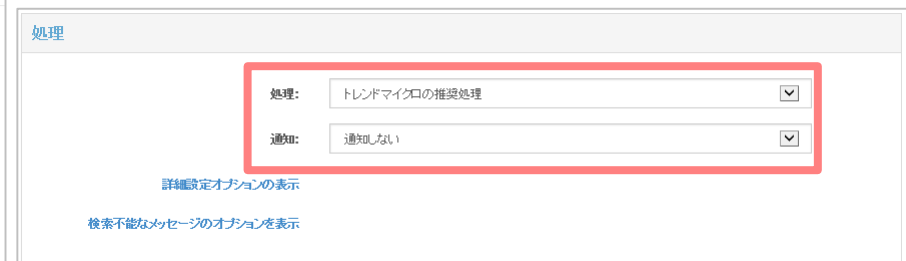 処理
処理: トレンドマイクロの推奨処理
通知: 通知しない
詳細設定オプションの表示
検索不能なメッセージのオプションを表示